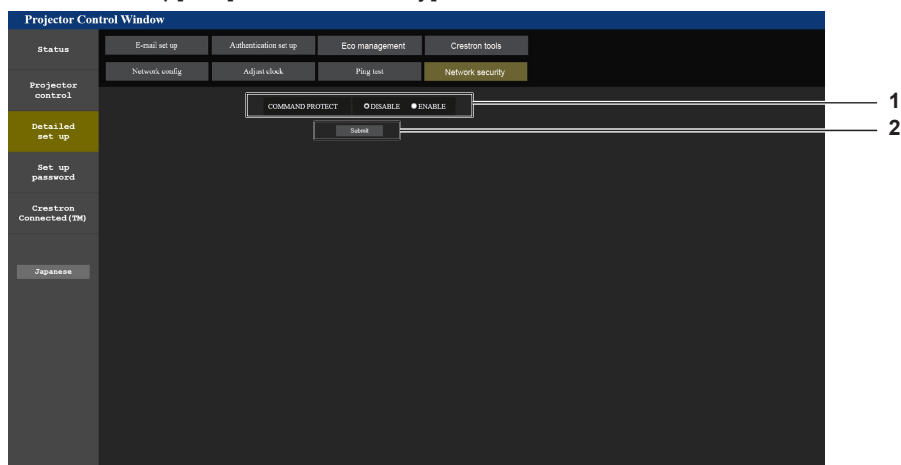 Projector Control Window
Status
E-mail set up
Authentication set up
Eco management
Crestron tools
Network config
Adjust clock
Ping test
Network security
Projector
control
Detailed
set up
Set up
password
Crestron
Connected(TM)
Japanese
COMMAND PROTECT
DISABLE
ENABLE
1
Submit
2